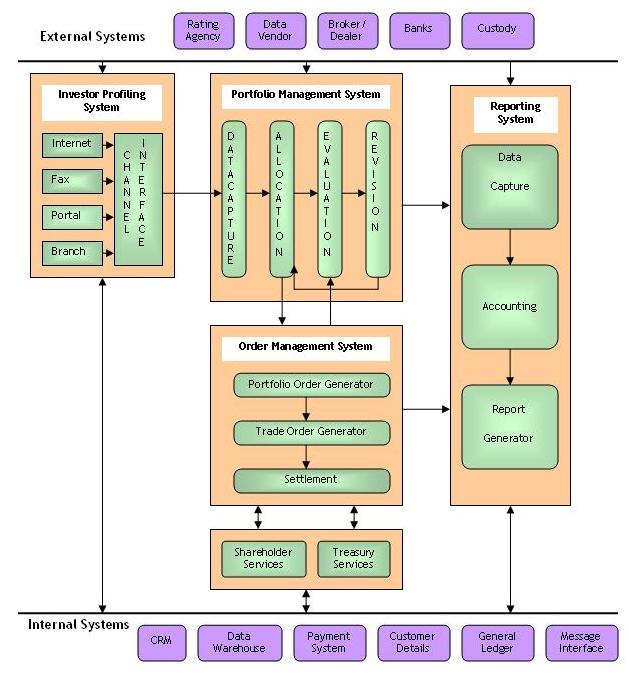 External Systems
Rating
Agency
Data
Vendor
Broker/
Dealer
Banks
Custody
Investor Profiling
System
Internet
Fax
Portal
Branch
CHANNEL
INTERFACE
Portfolio Management System
DATACAPTURE
ALLOCATION
EVALUATION
REVISION
Reporting
System
Data
Capture
Accounting
Report
Generator
Order Management System
Portfolio Order Generator
Trade Order Generator
Settlement
Shareholder
Services
Treasury
Services
Internal Systems
CRM
Data
Warehouse
Payment
System
Customer
Details
General
Ledger
Message
Interface